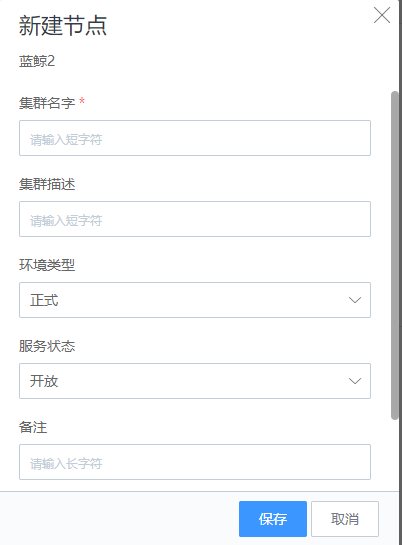 新建节点
蓝鲸2
集群名字 *
请输入短字符
集群描述
请输入短字符
环境类型
正式
服务状态
开放
备注
请输入长字符
保存 取消